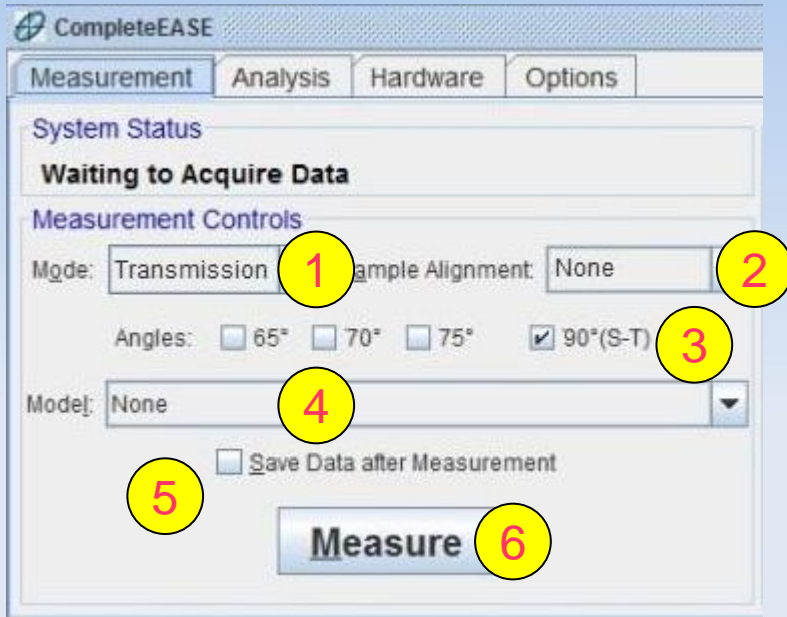 CompleteEASE
Measurement Analysis Hardware Options
System Status
Waiting to Acquire Data
Measurement Controls
Mode: Transmission 1 ample Alignment: None 2
Angles: 65° 70° 75° 90°(S-T) 3
Model: None 4
Save Data after Measurement
5
Measure 6